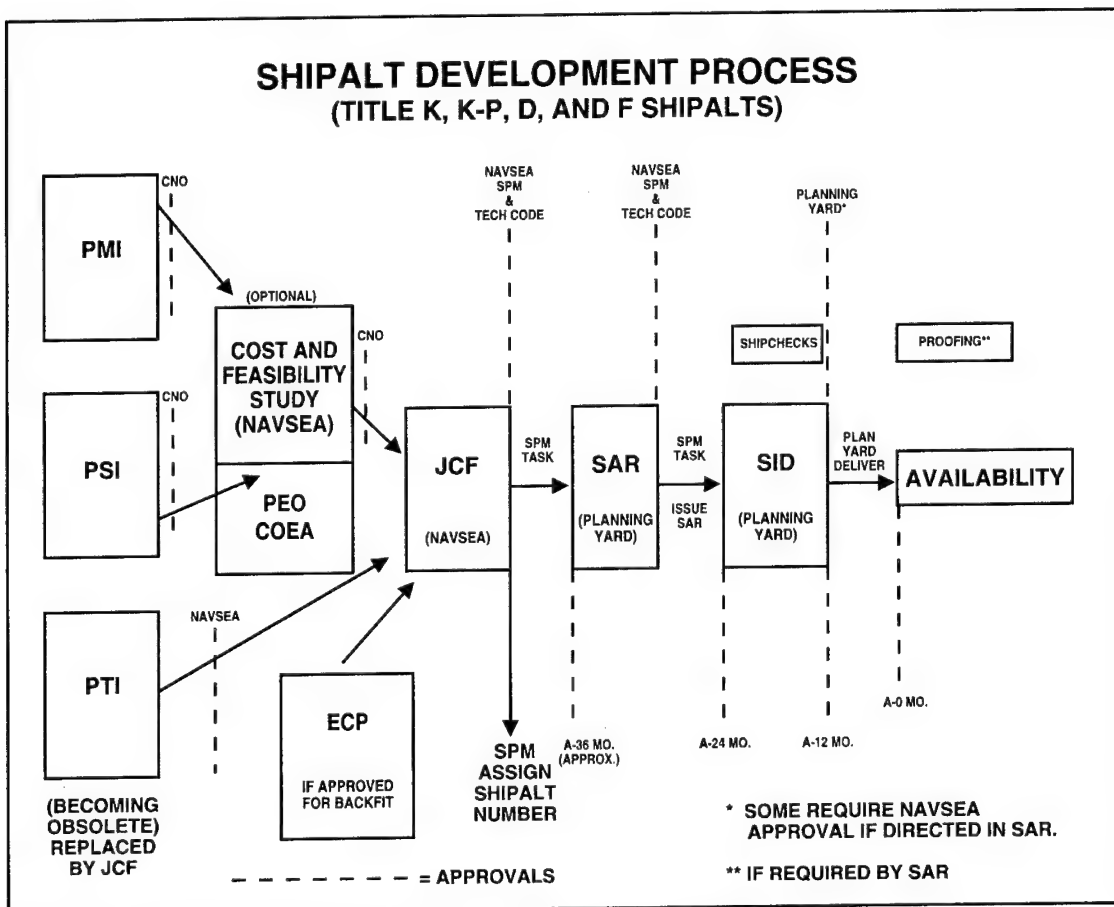 SHIPALT DEVELOPMENT PROCESS
(TITLE K, K-P, D, AND F SHIPALTS)
CNO
PMI
CNO
PSI
NAVSEA
PTI
(BECOMING
OBSOLETE)
REPLACED
BY JCF
(OPTIONAL)
COST AND
FEASIBILITY
STUDY
(NAVSEA)
PEO
COEA
CNO
ECP
IF APPROVED
FOR BACKFIT
JCF
(NAVSEA)
NAVSEA
SPM
&
TECH CODE
SPM
TASK
SPM
ASSIGN
SHIPALT
NUMBER
SAR
(PLANNING
YARD)
A-36 MO.
(APPROX.)
NAVSEA
SPM
&
TECH CODE
SPM
TASK
ISSUE
SAR
SHIPCHECKS
SID
(PLANNING
YARD)
A-24 MO.
PLANNING
YARD*
A-12 MO.
PLAN
YARD
DELIVER
PROOFING**
AVAILABILITY
A-0 MO.
- - - - - - - - = APPROVALS
* SOME REQUIRE NAVSEA
APPROVAL IF DIRECTED IN SAR.
** IF REQUIRED BY SAR